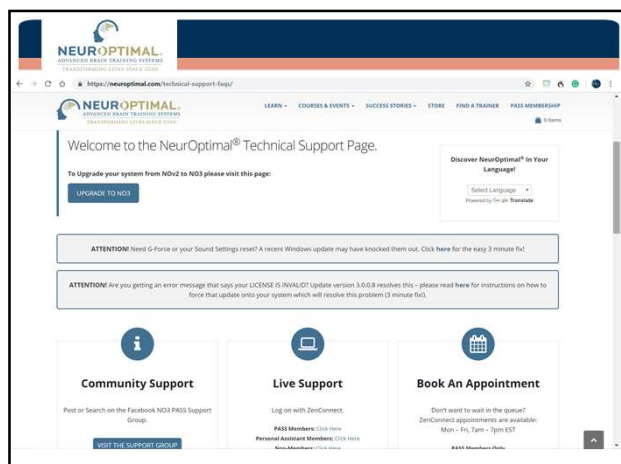 NEUROPTIMAL®
ADVANCED BRAIN TRAINING SYSTEMS
TRANSFORMING LIVES SINCE 2000
https://neuroptimal.com/technical-support-faqs/
NEUROPTIMAL®
ADVANCED BRAIN TRAINING SYSTEMS
TRANSFORMING LIVES SINCE 2000
LEARN COURSES & EVENTS SUCCESS STORIES STORE FIND A TRAINER PASS MEMBERSHIP
0 Items
Welcome to the NeurOptimal® Technical Support Page.
To Upgrade your system from NOv2 to NO3 please visit this page:
UPGRADE TO NO3
Discover NeurOptimal® In Your
Language!
Select Language
Powered by Google Translate
ATTENTION! Need G-Force or your Sound Settings reset? A recent Windows update may have knocked them out. Click here for the easy 3 minute fix!
ATTENTION! Are you getting an error message that says your LICENSE IS INVALID? Update version 3.0.0.8 resolves this – please read here for instructions on how to
force that update onto your system which will resolve this problem (3 minute fix!).
Community Support
Post or Search on the Facebook NO3 PASS Support
Group.
VISIT THE SUPPORT GROUP
Live Support
Log on with ZenConnect.
PASS Members: Click Here
Personal Assistant Members: Click Here
Non-Members: Click Here
Book An Appointment
Don't want to wait in the queue?
ZenConnect appointments are available:
Mon – Fri, 7am – 7pm EST
PASS Members Only